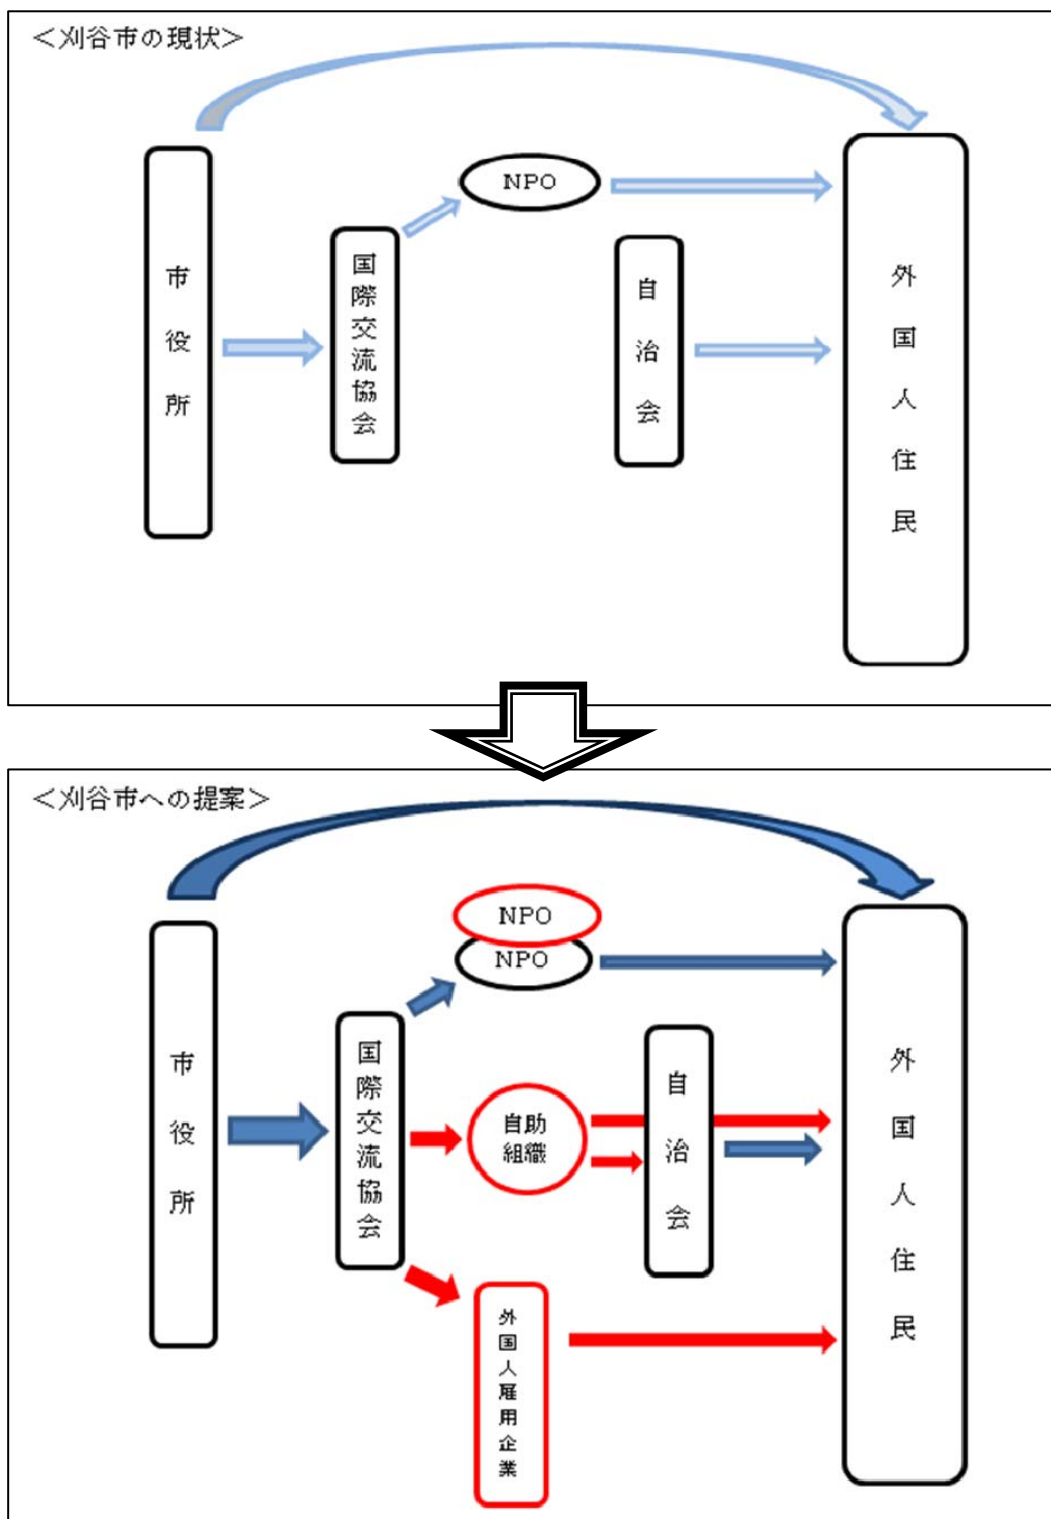 ＜刈谷市の現状＞
NPO
市役所
国際交流協会
自治会
外国人住民
＜刈谷市への提案＞
NPO
NPO
市役所
国際交流協会
自助
組織
自治会
外国人住民
外国人雇用企業